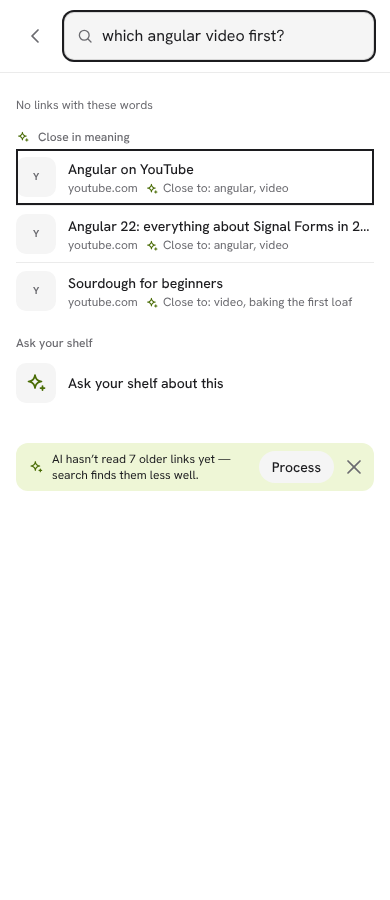 which angular video first?
No links with these words
Close in meaning
Y
Angular on YouTube
youtube.com Close to: angular, video
Y
Angular 22: everything about Signal Forms in 2…
youtube.com Close to: angular, video
Y
Sourdough for beginners
youtube.com Close to: video, baking the first loaf
Ask your shelf
Ask your shelf about this
AI hasn’t read 7 older links yet —
search finds them less well.
Process